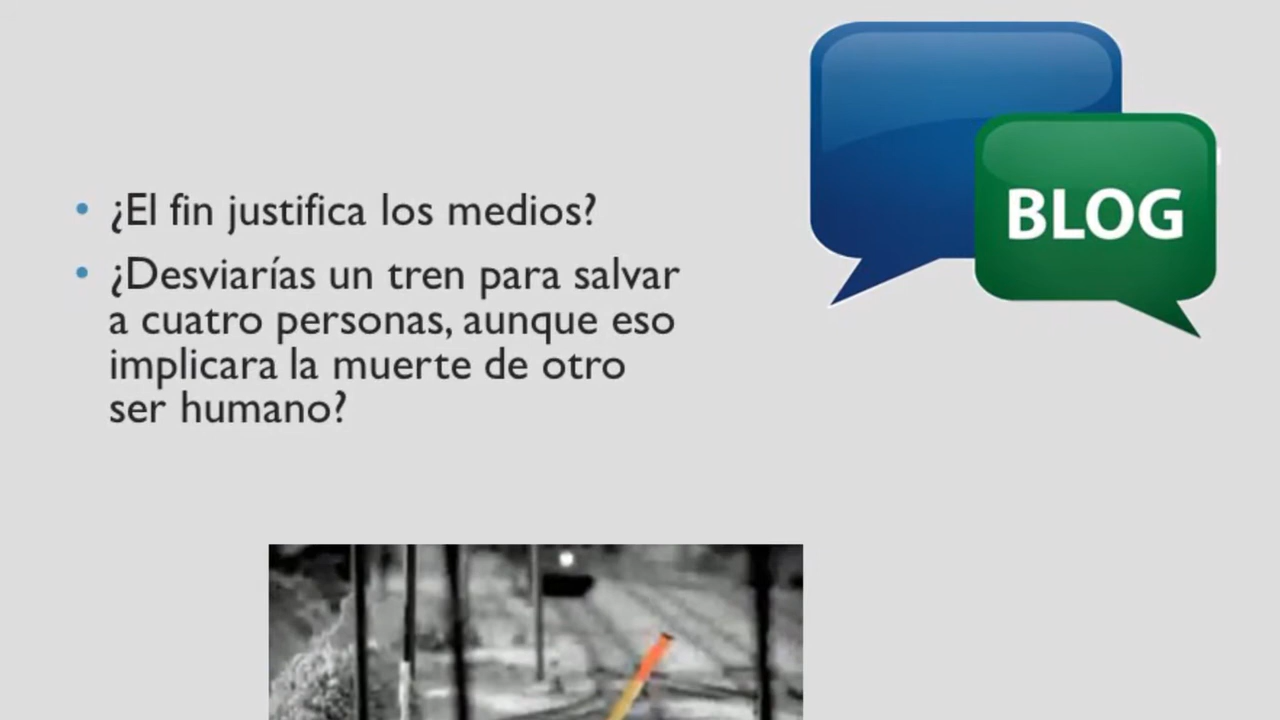 ¿El fin justifica los medios?
¿Desviarías un tren para salvar
a cuatro personas, aunque eso
implicara la muerte de otro
ser humano?
BLOG